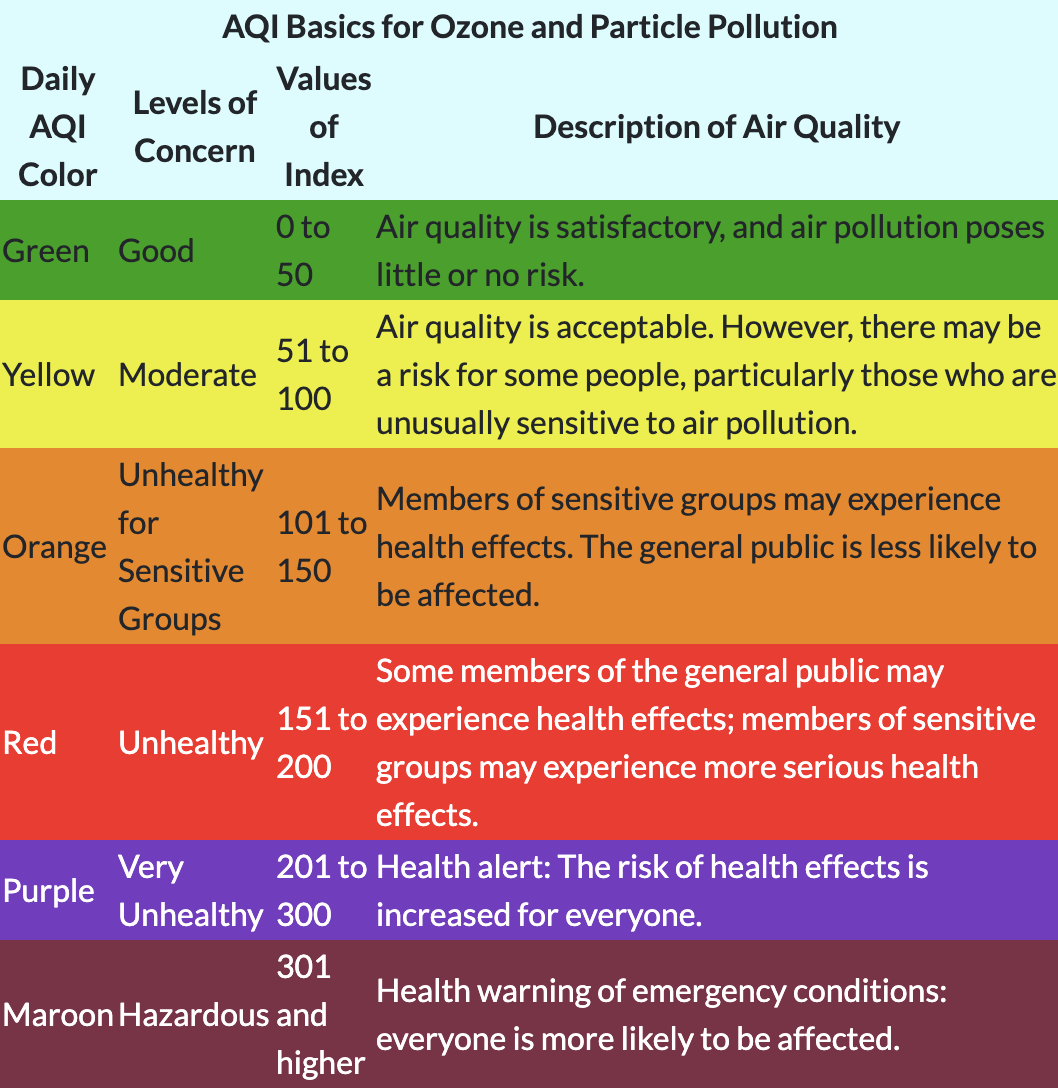 AQI Basics for Ozone and Particle Pollution
Daily
AQI
Color
Levels of
Concern
Values
of
Index
Description of Air Quality
Green
Good
0 to
50
Air quality is satisfactory, and air pollution poses
little or no risk.
Yellow
Moderate
51 to
100
Air quality is acceptable. However, there may be
a risk for some people, particularly those who are
unusually sensitive to air pollution.
Orange
Unhealthy
for
Sensitive
Groups
101 to
150
Members of sensitive groups may experience
health effects. The general public is less likely to
be affected.
Red
Unhealthy
151 to
200
Some members of the general public may
experience health effects; members of sensitive
groups may experience more serious health
effects.
Purple
Very
Unhealthy
201 to
300
Health alert: The risk of health effects is
increased for everyone.
Maroon
Hazardous
301
and
higher
Health warning of emergency conditions:
everyone is more likely to be affected.